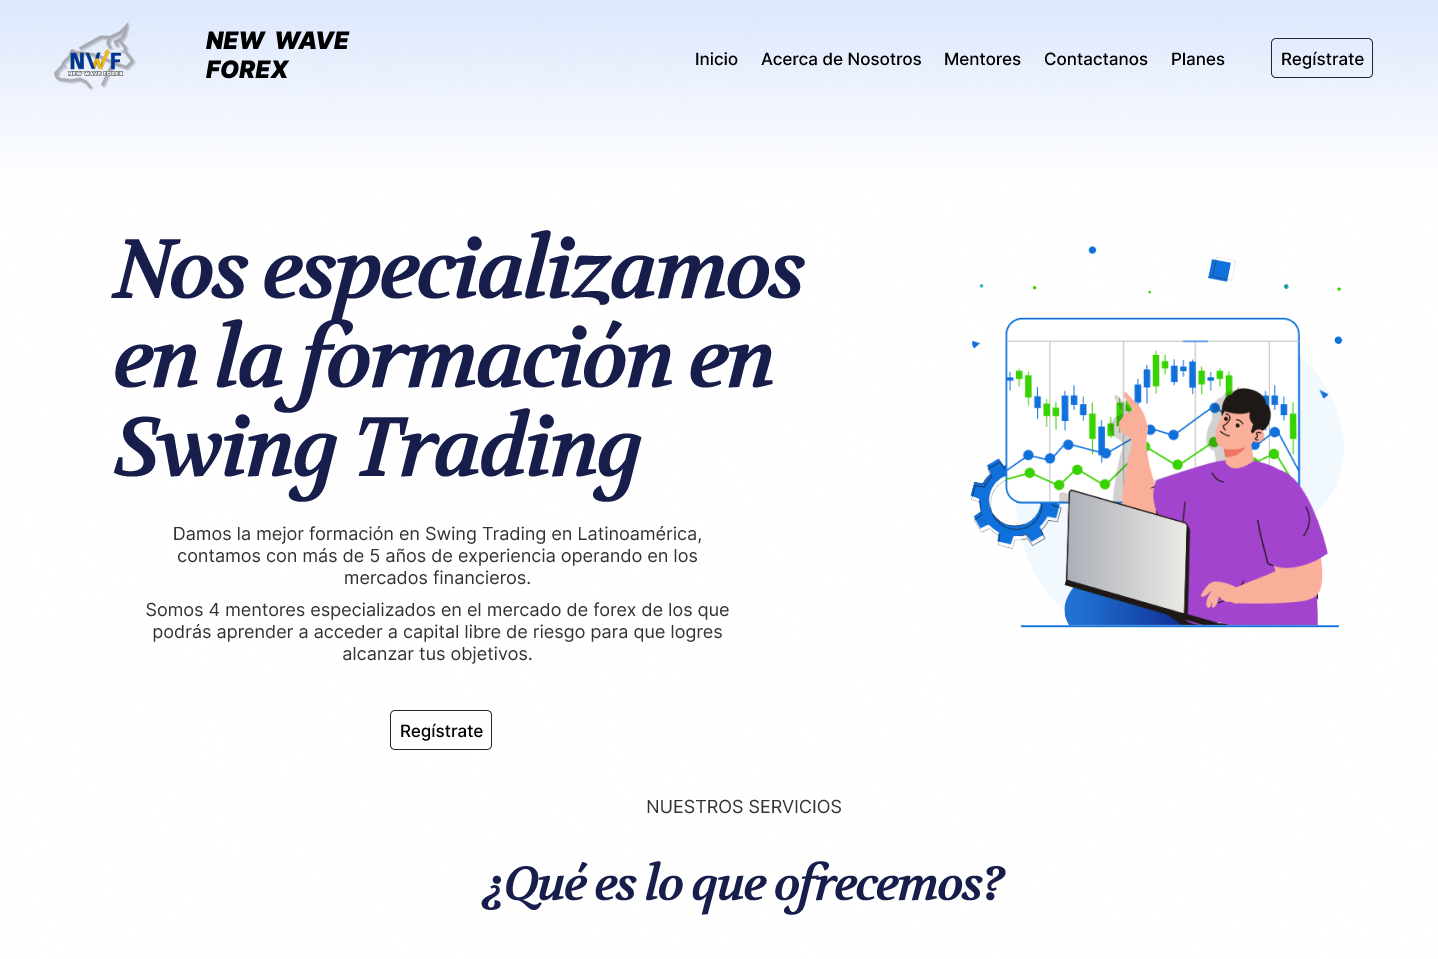 NWF
NEW WAVE FOREX
NEW WAVE
FOREX
Inicio
Acerca de Nosotros
Mentores
Contactanos
Planes
Regístrate
Nos especializamos
en la formación en
Swing Trading
Damos la mejor formación en Swing Trading en Latinoamérica,
contamos con más de 5 años de experiencia operando en los
mercados financieros.
Somos 4 mentores especializados en el mercado de forex de los que
podrás aprender a acceder a capital libre de riesgo para que logres
alcanzar tus objetivos.
Regístrate
NUESTROS SERVICIOS
¿Qué es lo que ofrecemos?